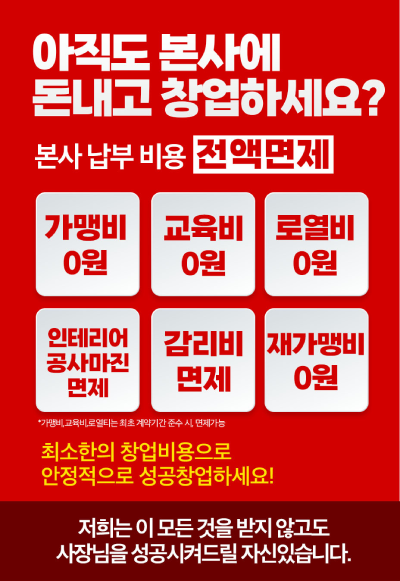 아직도 본사에
돈내고 창업하세요?
본사 납부 비용 전액면제
가맹비
0원
교육비
0원
로열비
0원
인테리어
공사마진
면제
감리비
면제
재가맹비
0원
*가맹비,교육비,로열티는 최초 계약기간 준수 시, 면제가능
최소한의 창업비용으로
안정적으로 성공창업하세요!
저희는 이 모든 것을 받지 않고도
사장님을 성공시켜드릴 자신있습니다.